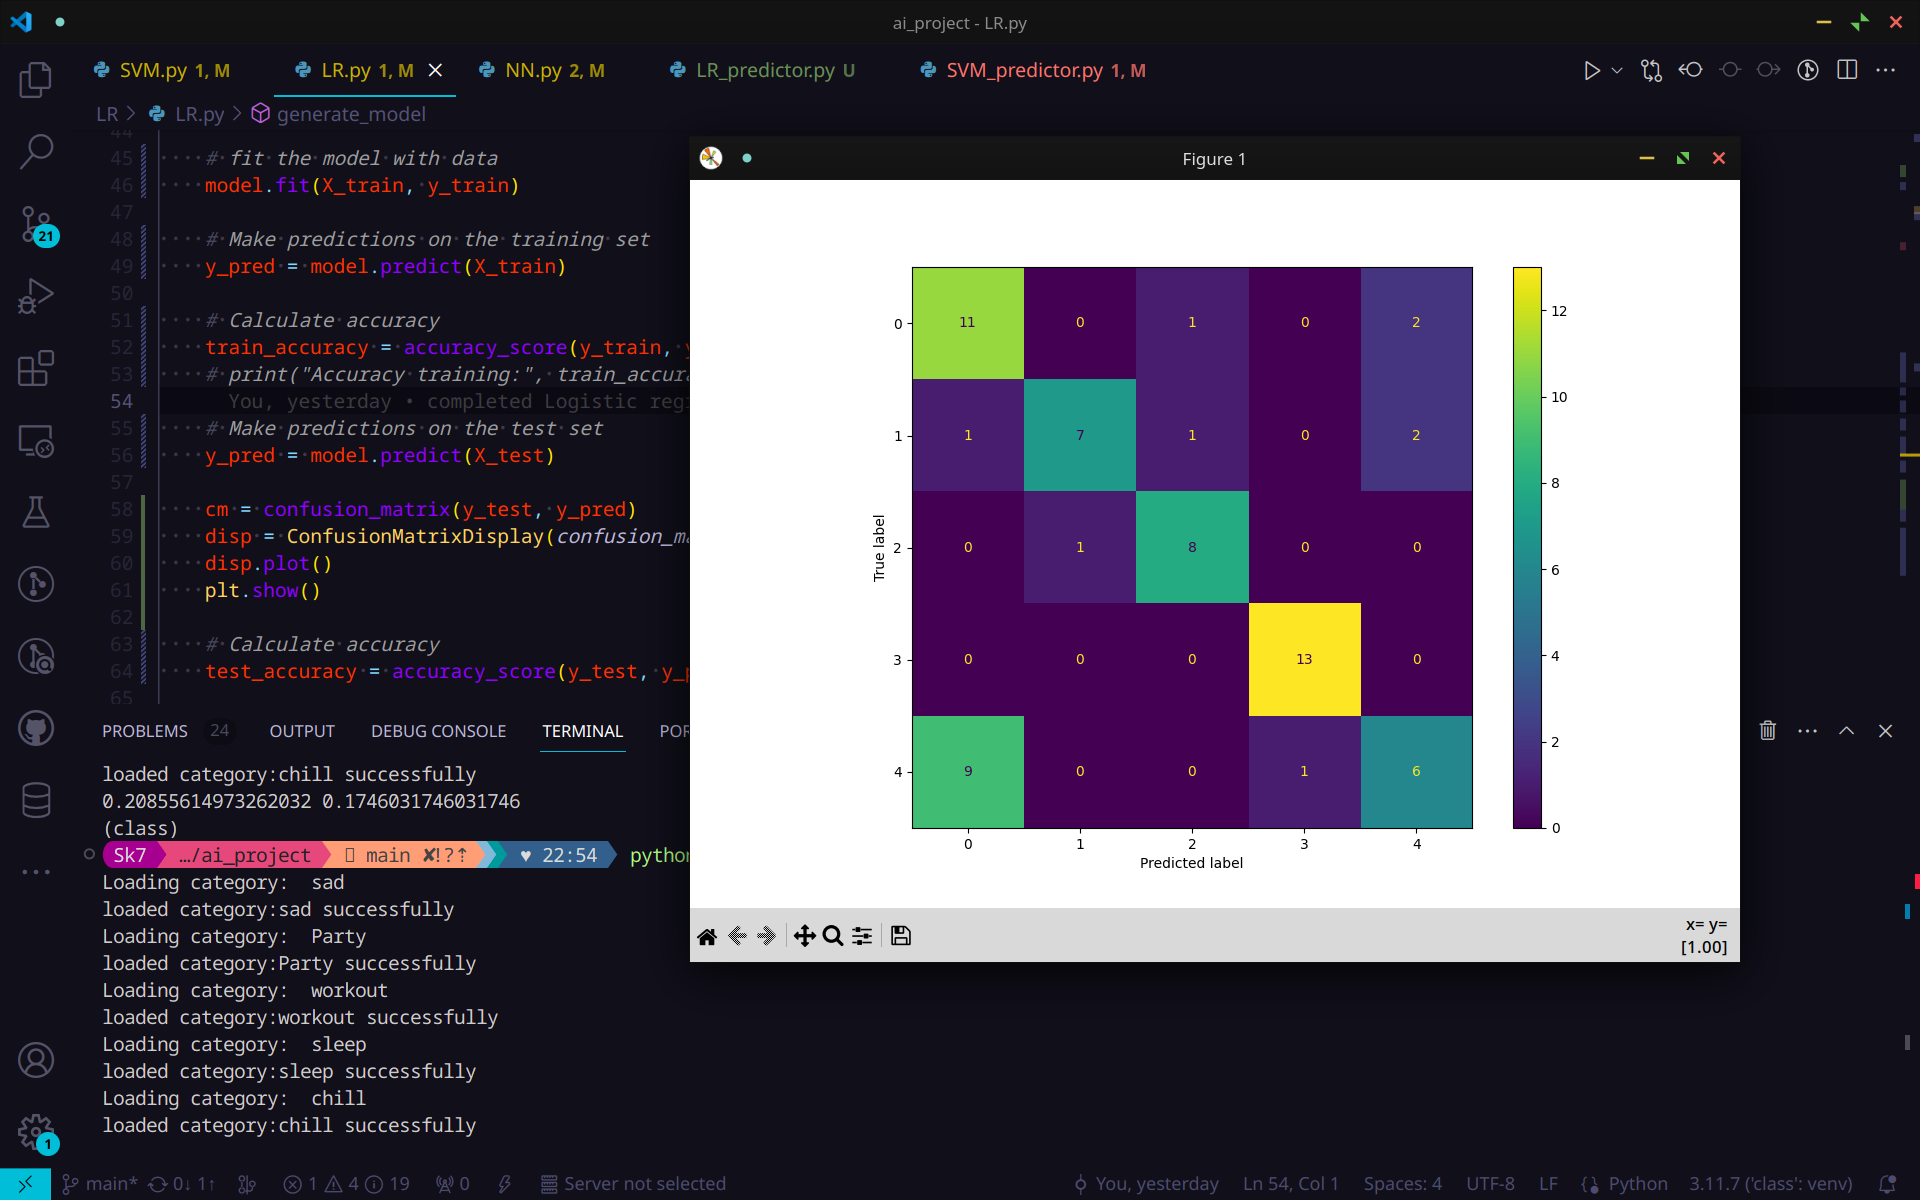 ai_project - LR.py
SVM.py 1, M
LR.py 1, M
NN.py 2, M
LR_predictor.py U
SVM_predictor.py 1, M
LR > LR.py > generate_model
44
45 # fit the model with data
46 model.fit(X_train, y_train)
47
48 # Make predictions on the training set
49 y_pred = model.predict(X_train)
50
51 # Calculate accuracy
52 train_accuracy = accuracy_score(y_train,
53 # print("Accuracy training:",
54 You, yesterday • completed Logistic
55 # Make predictions on the test set
56 y_pred = model.predict(X_test)
57
58 cm = confusion_matrix(y_test, y_pred)
59 disp = ConfusionMatrixDisplay(
60 disp.plot()
61 plt.show()
62
63 # Calculate accuracy
64 test_accuracy = accuracy_score(y_test,
65
21
Figure 1
11 0 1 0 2
1 7 1 0 2
0 1 8 0 0
0 0 0 13 0
9 0 0 1 6
0
1
2
3
4
True label
0 1 2 3 4
Predicted label
12
10
8
6
4
2
0
x= y=
[1.00]
PROBLEMS 24 OUTPUT DEBUG CONSOLE TERMINAL
loaded category:chill successfully
0.20855614973262032 0.1746031746031746
(class)
Sk7 …/ai_project main ✘!?⇡ ♥ 22:54 python
Loading category:  sad
loaded category:sad successfully
Loading category:  Party
loaded category:Party successfully
Loading category:  workout
loaded category:workout successfully
Loading category:  sleep
loaded category:sleep successfully
Loading category:  chill
loaded category:chill successfully
1
main* 0↓ 1↑ 1 4 19 0 Server not selected You, yesterday Ln 54, Col 1 Spaces: 4 UTF-8 LF Python 3.11.7 ('class': venv)